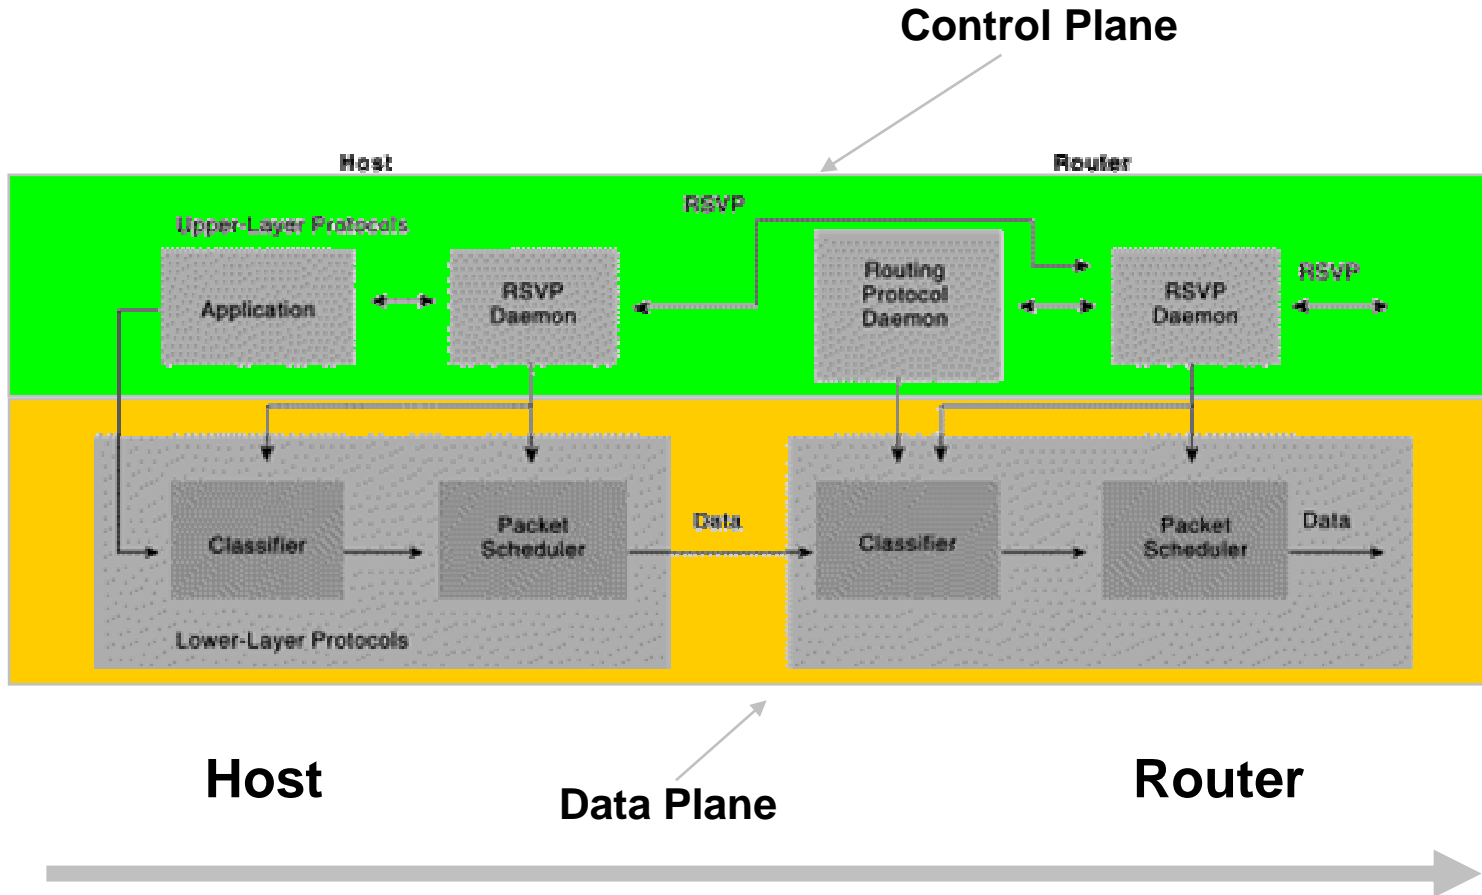 Control Plane
Host
Router
RSVP
Upper-Layer Protocols
Application
RSVP
Daemon
Routing
Protocol
Daemon
RSVP
Daemon
RSVP
Classifier
Packet
Scheduler
Data
Classifier
Packet
Scheduler
Data
Lower-Layer Protocols
Host
Router
Data Plane